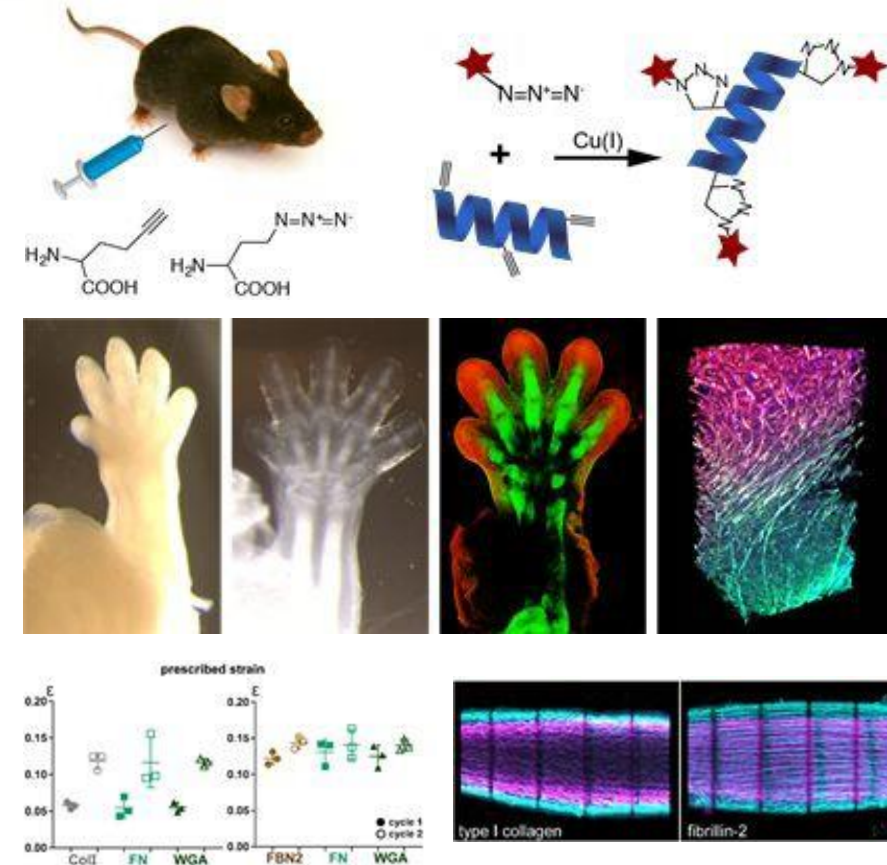 N=N⁺=N⁻
+
Cu(I)
N N N
N N N
N N N
H₂N
COOH
H₂N
N=N⁺=N⁻
COOH
prescribed strain
ε
0.20
0.15
0.10
0.05
0.00
ColI FN WGA
ε
0.20
0.15
0.10
0.05
0.00
cycle 1
cycle 2
FBN2 FN WGA
type I collagen
fibrillin-2